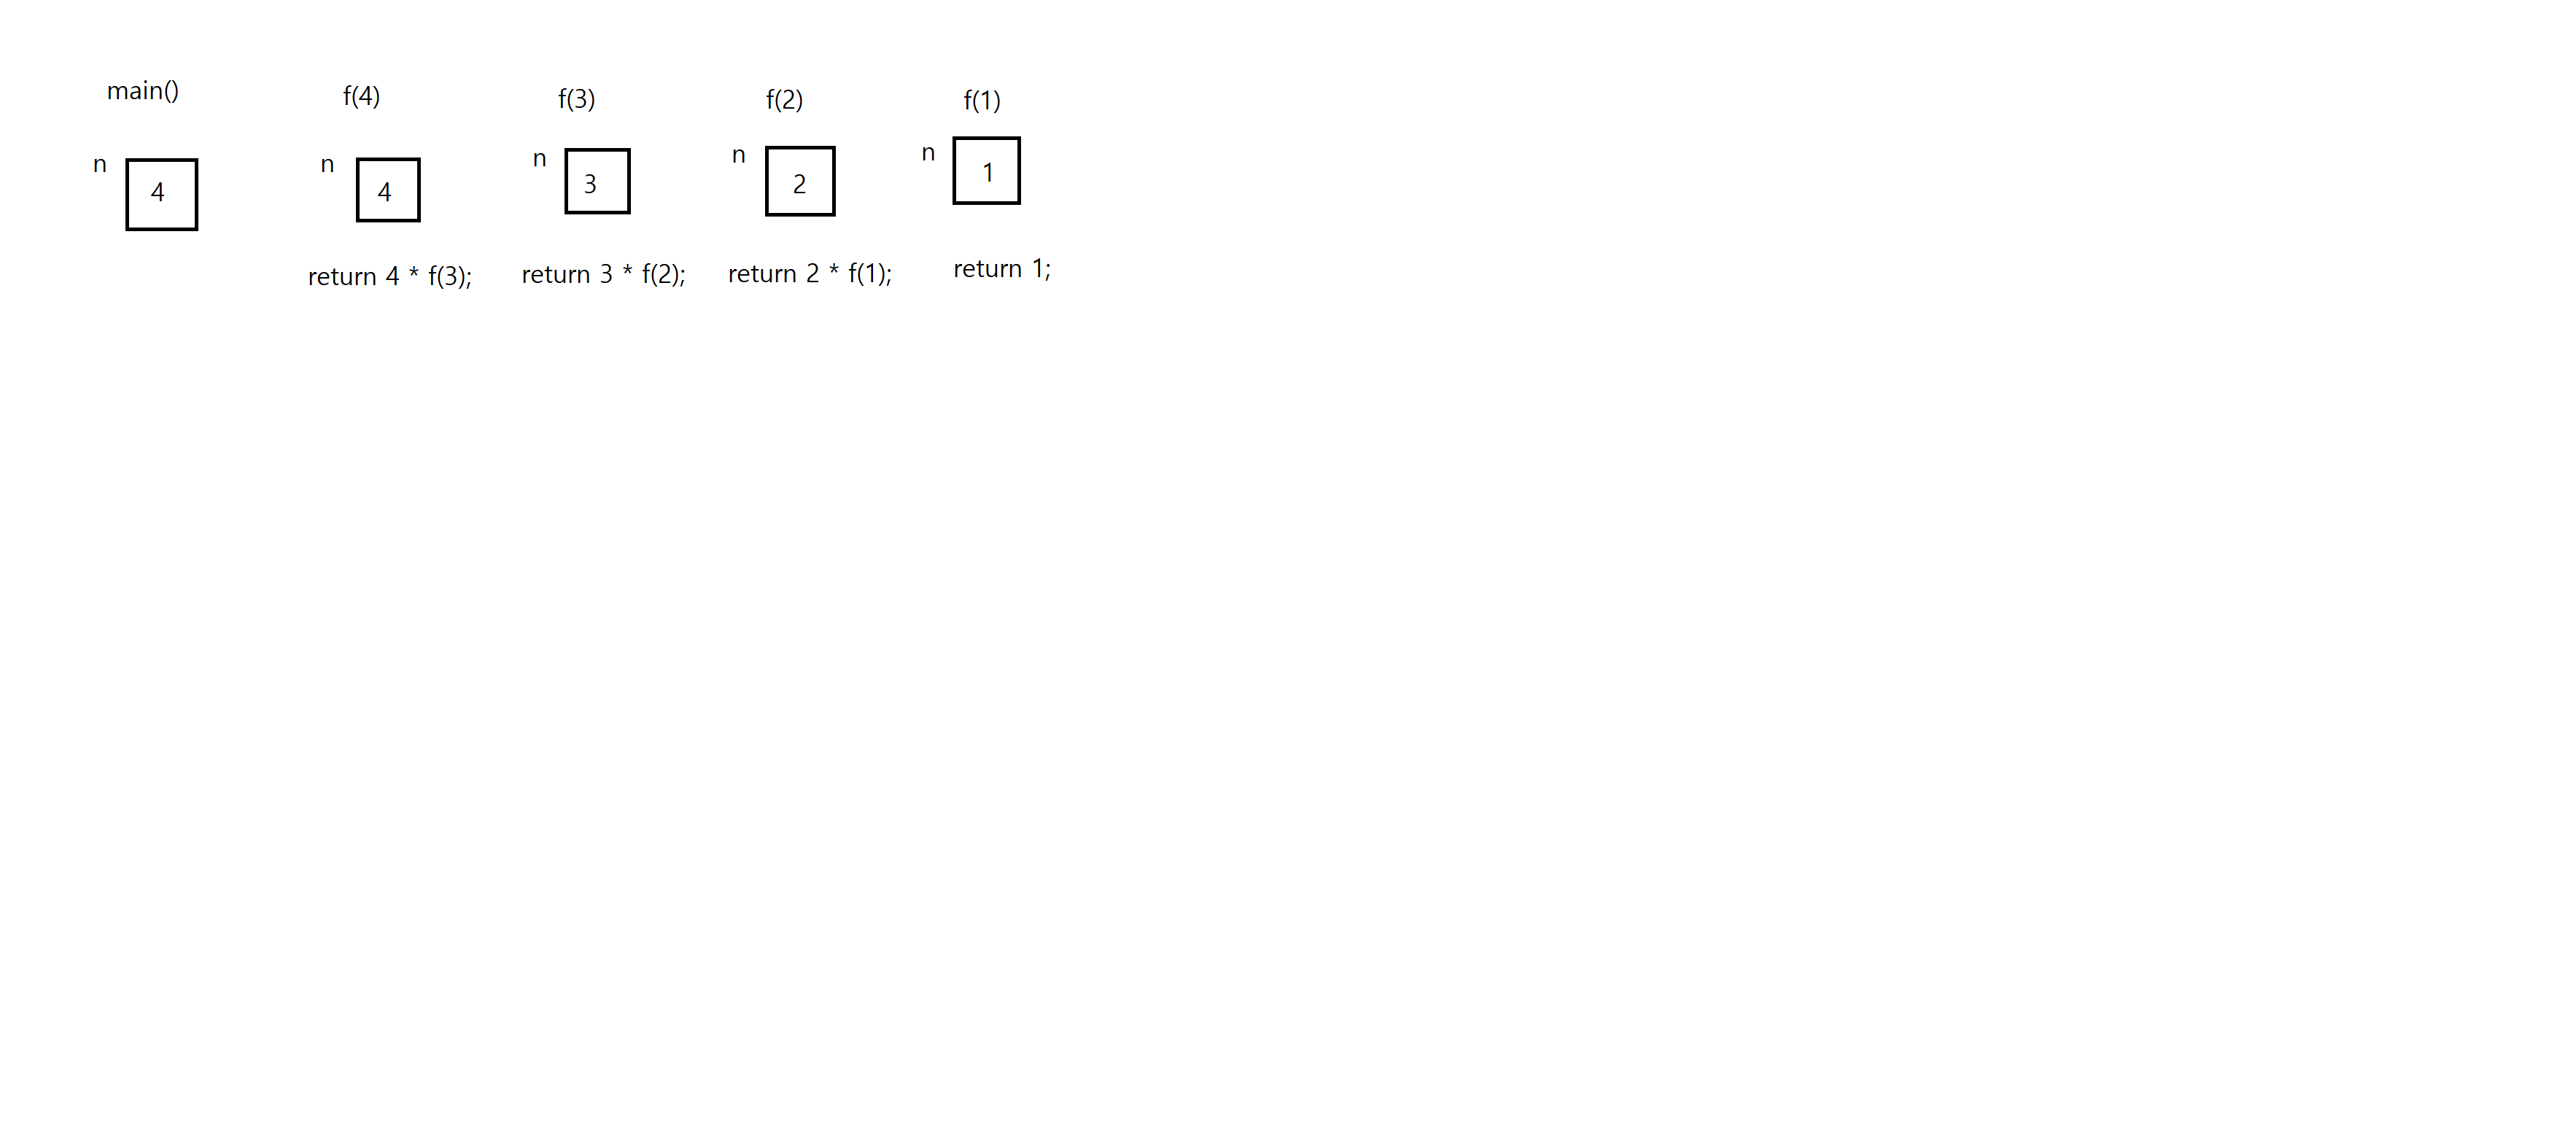 main() f(4) f(3) f(2) f(1)
n 4 n 4 n 3 n 2 n 1
return 4 * f(3); return 3 * f(2); return 2 * f(1); return 1;